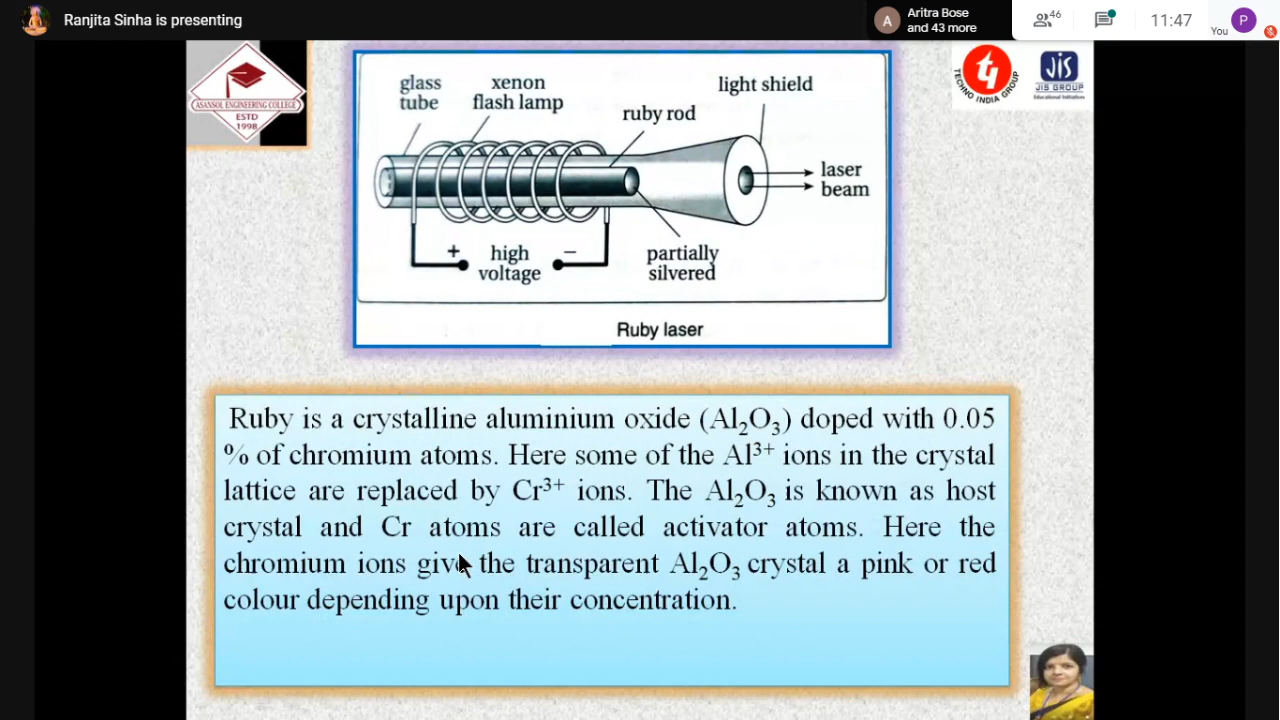 Ranjita Sinha is presenting
A
Aritra Bose
and 43 more
46
11:47
You
P
ASANSOL ENGINEERING COLLEGE
ESTD
1998
TECHNO INDIA GROUP
JIS
JIS GROUP
Educational Initiatives
glass
tube
xenon
flash lamp
ruby rod
light shield
laser
beam
+
high
voltage
−
partially
silvered
Ruby laser
Ruby is a crystalline aluminium oxide (Al₂O₃) doped with 0.05
% of chromium atoms. Here some of the Al³⁺ ions in the crystal
lattice are replaced by Cr³⁺ ions. The Al₂O₃ is known as host
crystal and Cr atoms are called activator atoms. Here the
chromium ions give the transparent Al₂O₃ crystal a pink or red
colour depending upon their concentration.